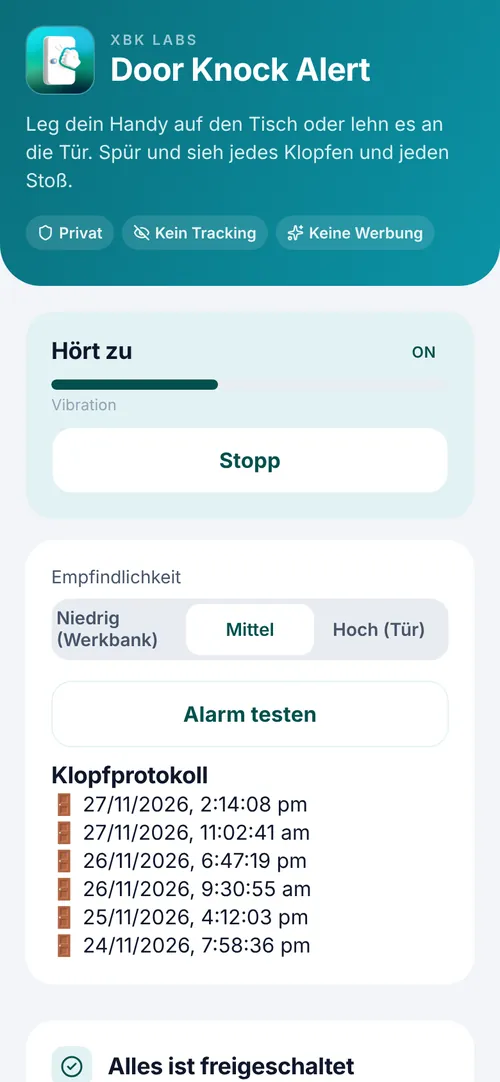 XBK LABS
Door Knock Alert
Leg dein Handy auf den Tisch oder lehn es an
die Tür. Spür und sieh jedes Klopfen und jeden
Stoß.
Privat
Kein Tracking
Keine Werbung
Hört zu
ON
Vibration
Stopp
Empfindlichkeit
Niedrig
(Werkbank)
Mittel
Hoch (Tür)
Alarm testen
Klopfprotokoll
27/11/2026, 2:14:08 pm
27/11/2026, 11:02:41 am
26/11/2026, 6:47:19 pm
26/11/2026, 9:30:55 am
25/11/2026, 4:12:03 pm
24/11/2026, 7:58:36 pm
Alles ist freigeschaltet